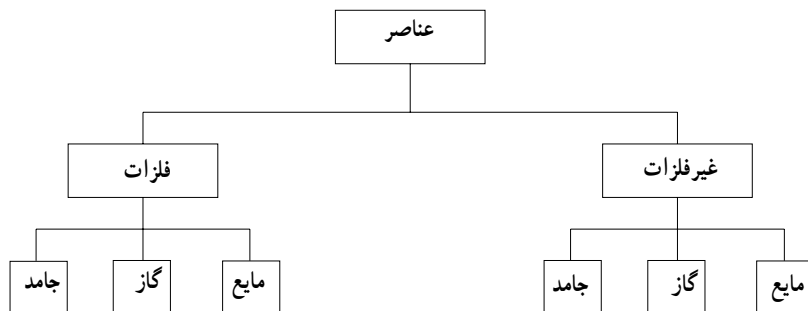 عناصر
غیرفلزات
فلزات
مایع
گاز
جامد
مایع
گاز
جامد